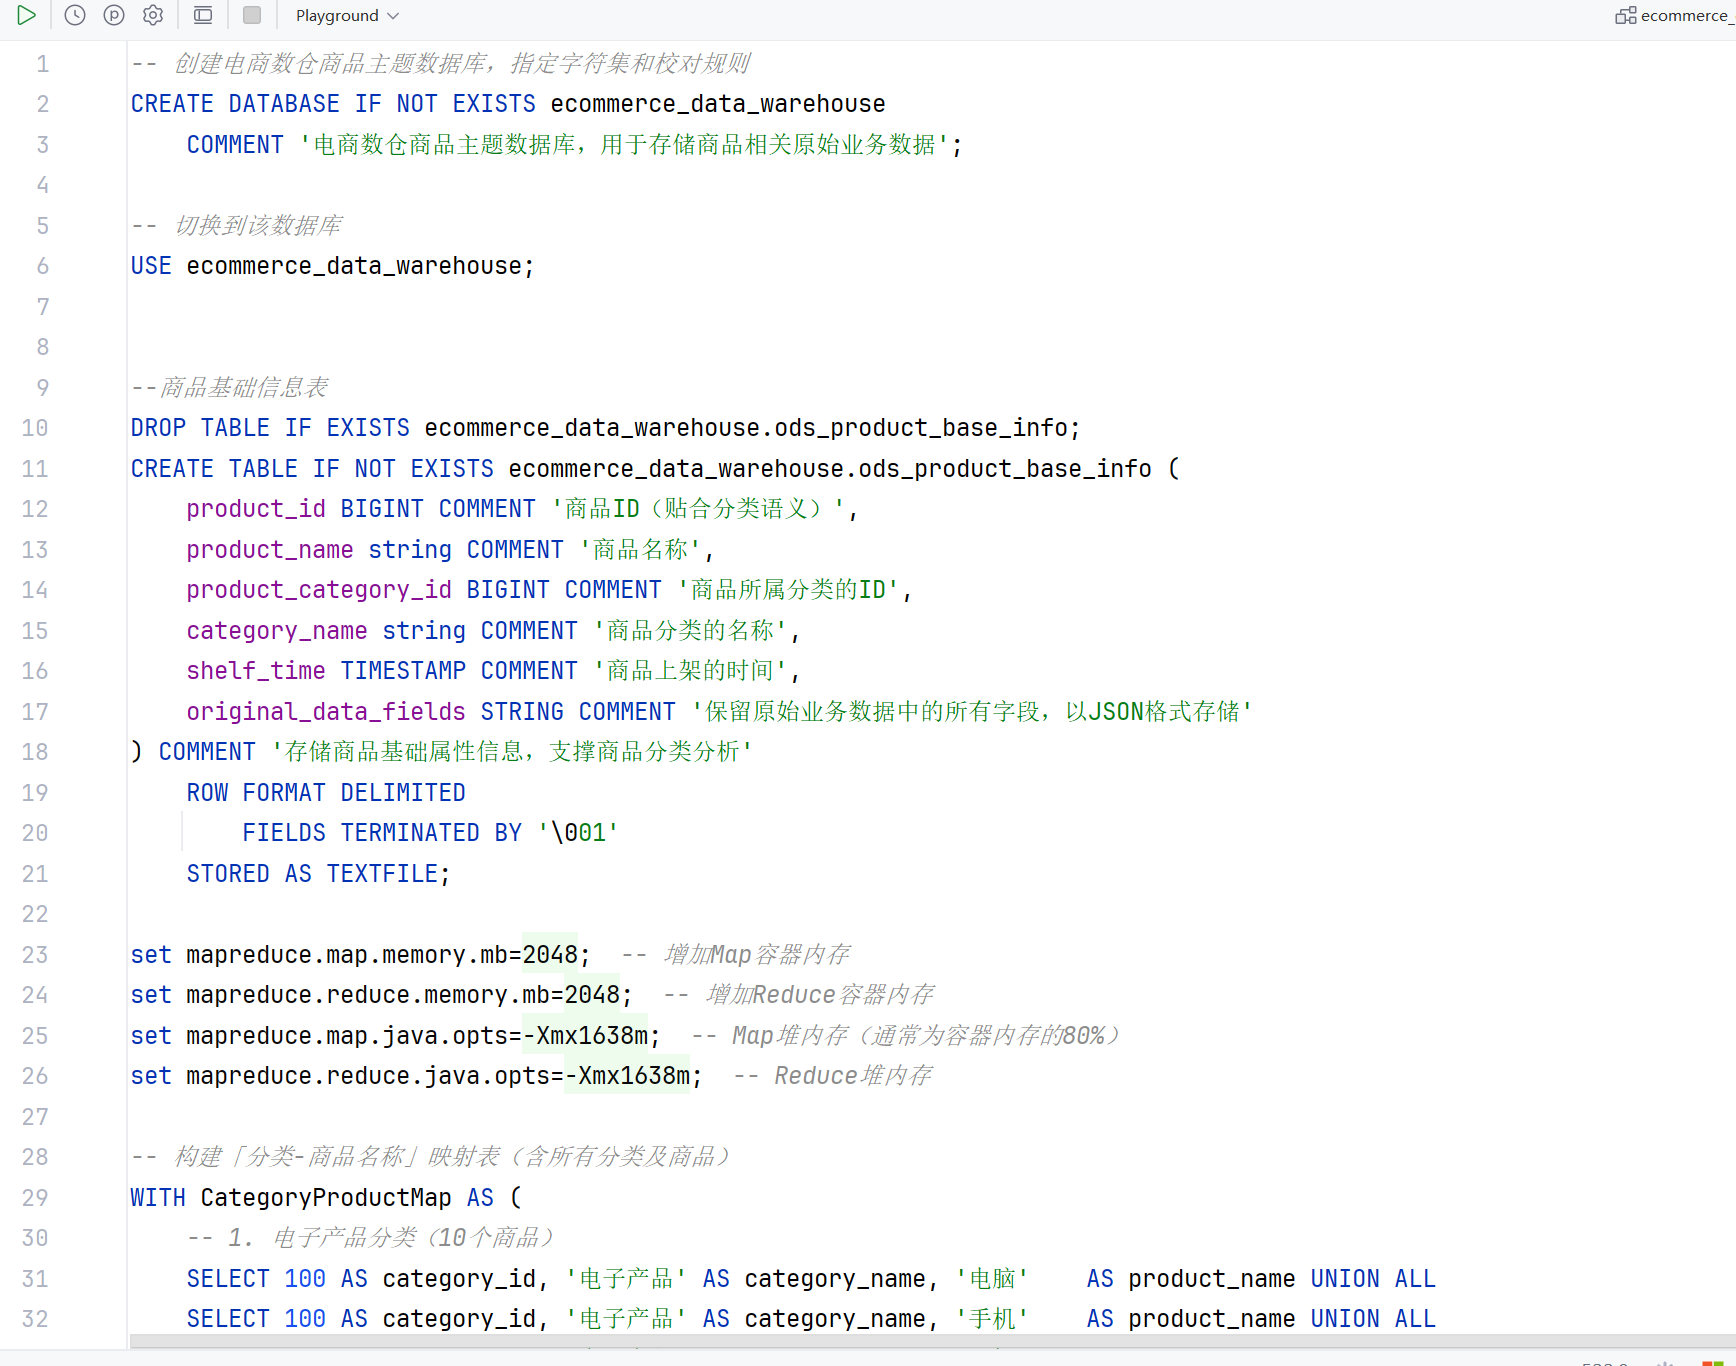 Playground
ecommerce_
1 -- 创建电商数仓商品主题数据库，指定字符集和校对规则
2 CREATE DATABASE IF NOT EXISTS ecommerce_data_warehouse
3 COMMENT '电商数仓商品主题数据库，用于存储商品相关原始业务数据';
4
5 -- 切换到该数据库
6 USE ecommerce_data_warehouse;
7
8
9 --商品基础信息表
10 DROP TABLE IF EXISTS ecommerce_data_warehouse.ods_product_base_info;
11 CREATE TABLE IF NOT EXISTS ecommerce_data_warehouse.ods_product_base_info (
12 product_id BIGINT COMMENT '商品ID（贴合分类语义）',
13 product_name string COMMENT '商品名称',
14 product_category_id BIGINT COMMENT '商品所属分类的ID',
15 category_name string COMMENT '商品分类的名称',
16 shelf_time TIMESTAMP COMMENT '商品上架的时间',
17 original_data_fields STRING COMMENT '保留原始业务数据中的所有字段，以JSON格式存储'
18 ) COMMENT '存储商品基础属性信息，支撑商品分类分析'
19 ROW FORMAT DELIMITED
20 FIELDS TERMINATED BY '\001'
21 STORED AS TEXTFILE;
22
23 set mapreduce.map.memory.mb=2048; -- 增加Map容器内存
24 set mapreduce.reduce.memory.mb=2048; -- 增加Reduce容器内存
25 set mapreduce.map.java.opts=-Xmx1638m; -- Map堆内存（通常为容器内存的80%）
26 set mapreduce.reduce.java.opts=-Xmx1638m; -- Reduce堆内存
27
28 -- 构建「分类-商品名称」映射表（含所有分类及商品）
29 WITH CategoryProductMap AS (
30 -- 1. 电子产品分类（10个商品）
31 SELECT 100 AS category_id, '电子产品' AS category_name, '电脑' AS product_name UNION ALL
32 SELECT 100 AS category_id, '电子产品' AS category_name, '手机' AS product_name UNION ALL